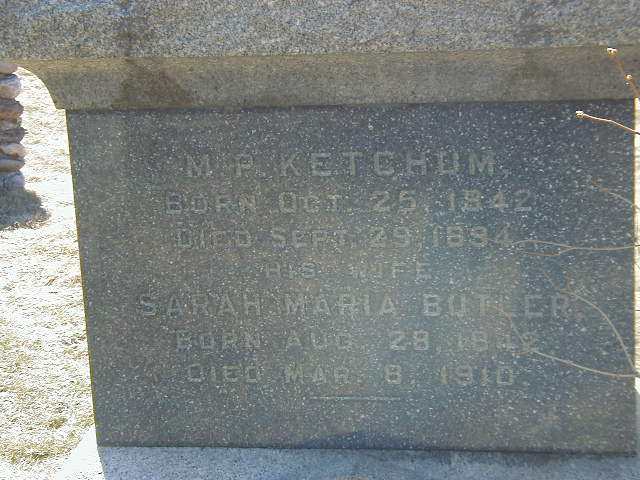 M. P. KETCHUM,
BORN OCT. 25, 1842
DIED SEPT. 29, 1894.
HIS WIFE
SARAH MARIA BUTLER,
BORN AUG. 28, 1842
DIED MAR. 8, 1910.